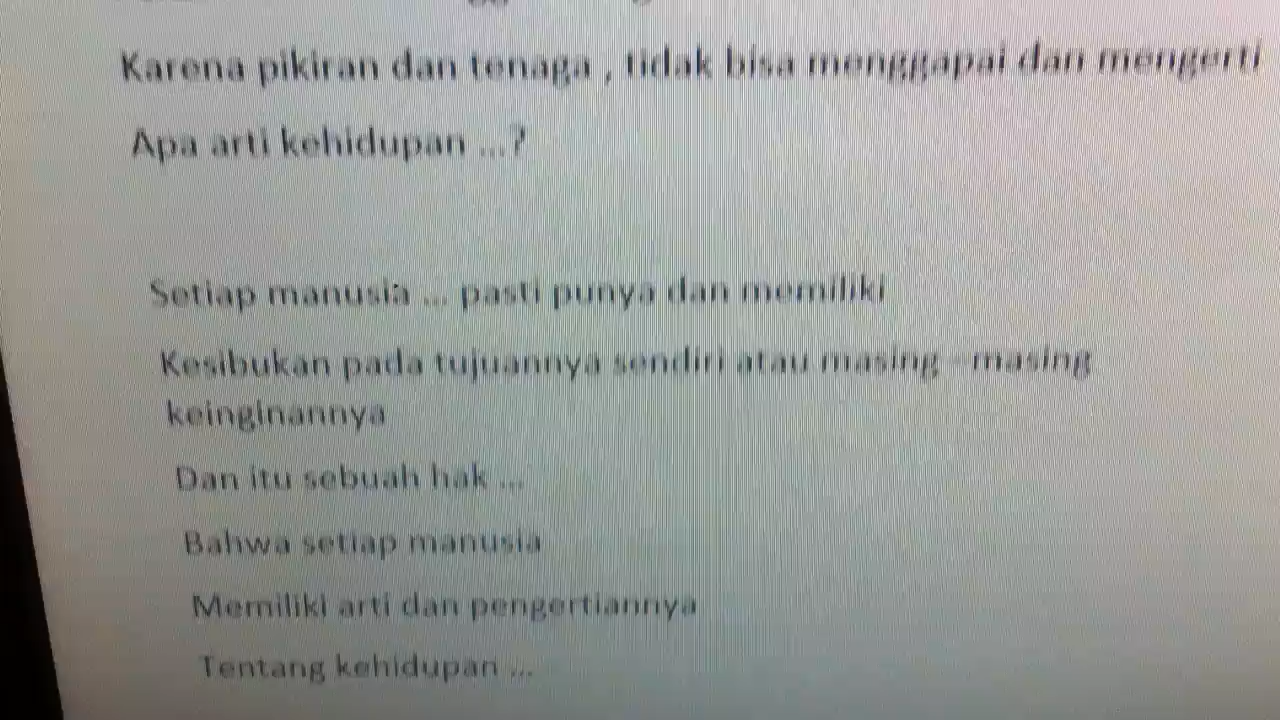 Karena pikiran dan tenaga , tidak bisa menggapai dan mengerti
Apa arti kehidupan ...?
Setiap manusia ... pasti punya dan memiliki
Kesibukan pada tujuannya sendiri atau masing - masing
keinginannya
Dan itu sebuah hak ...
Bahwa setiap manusia
Memiliki arti dan pengertiannya
Tentang kehidupan ...